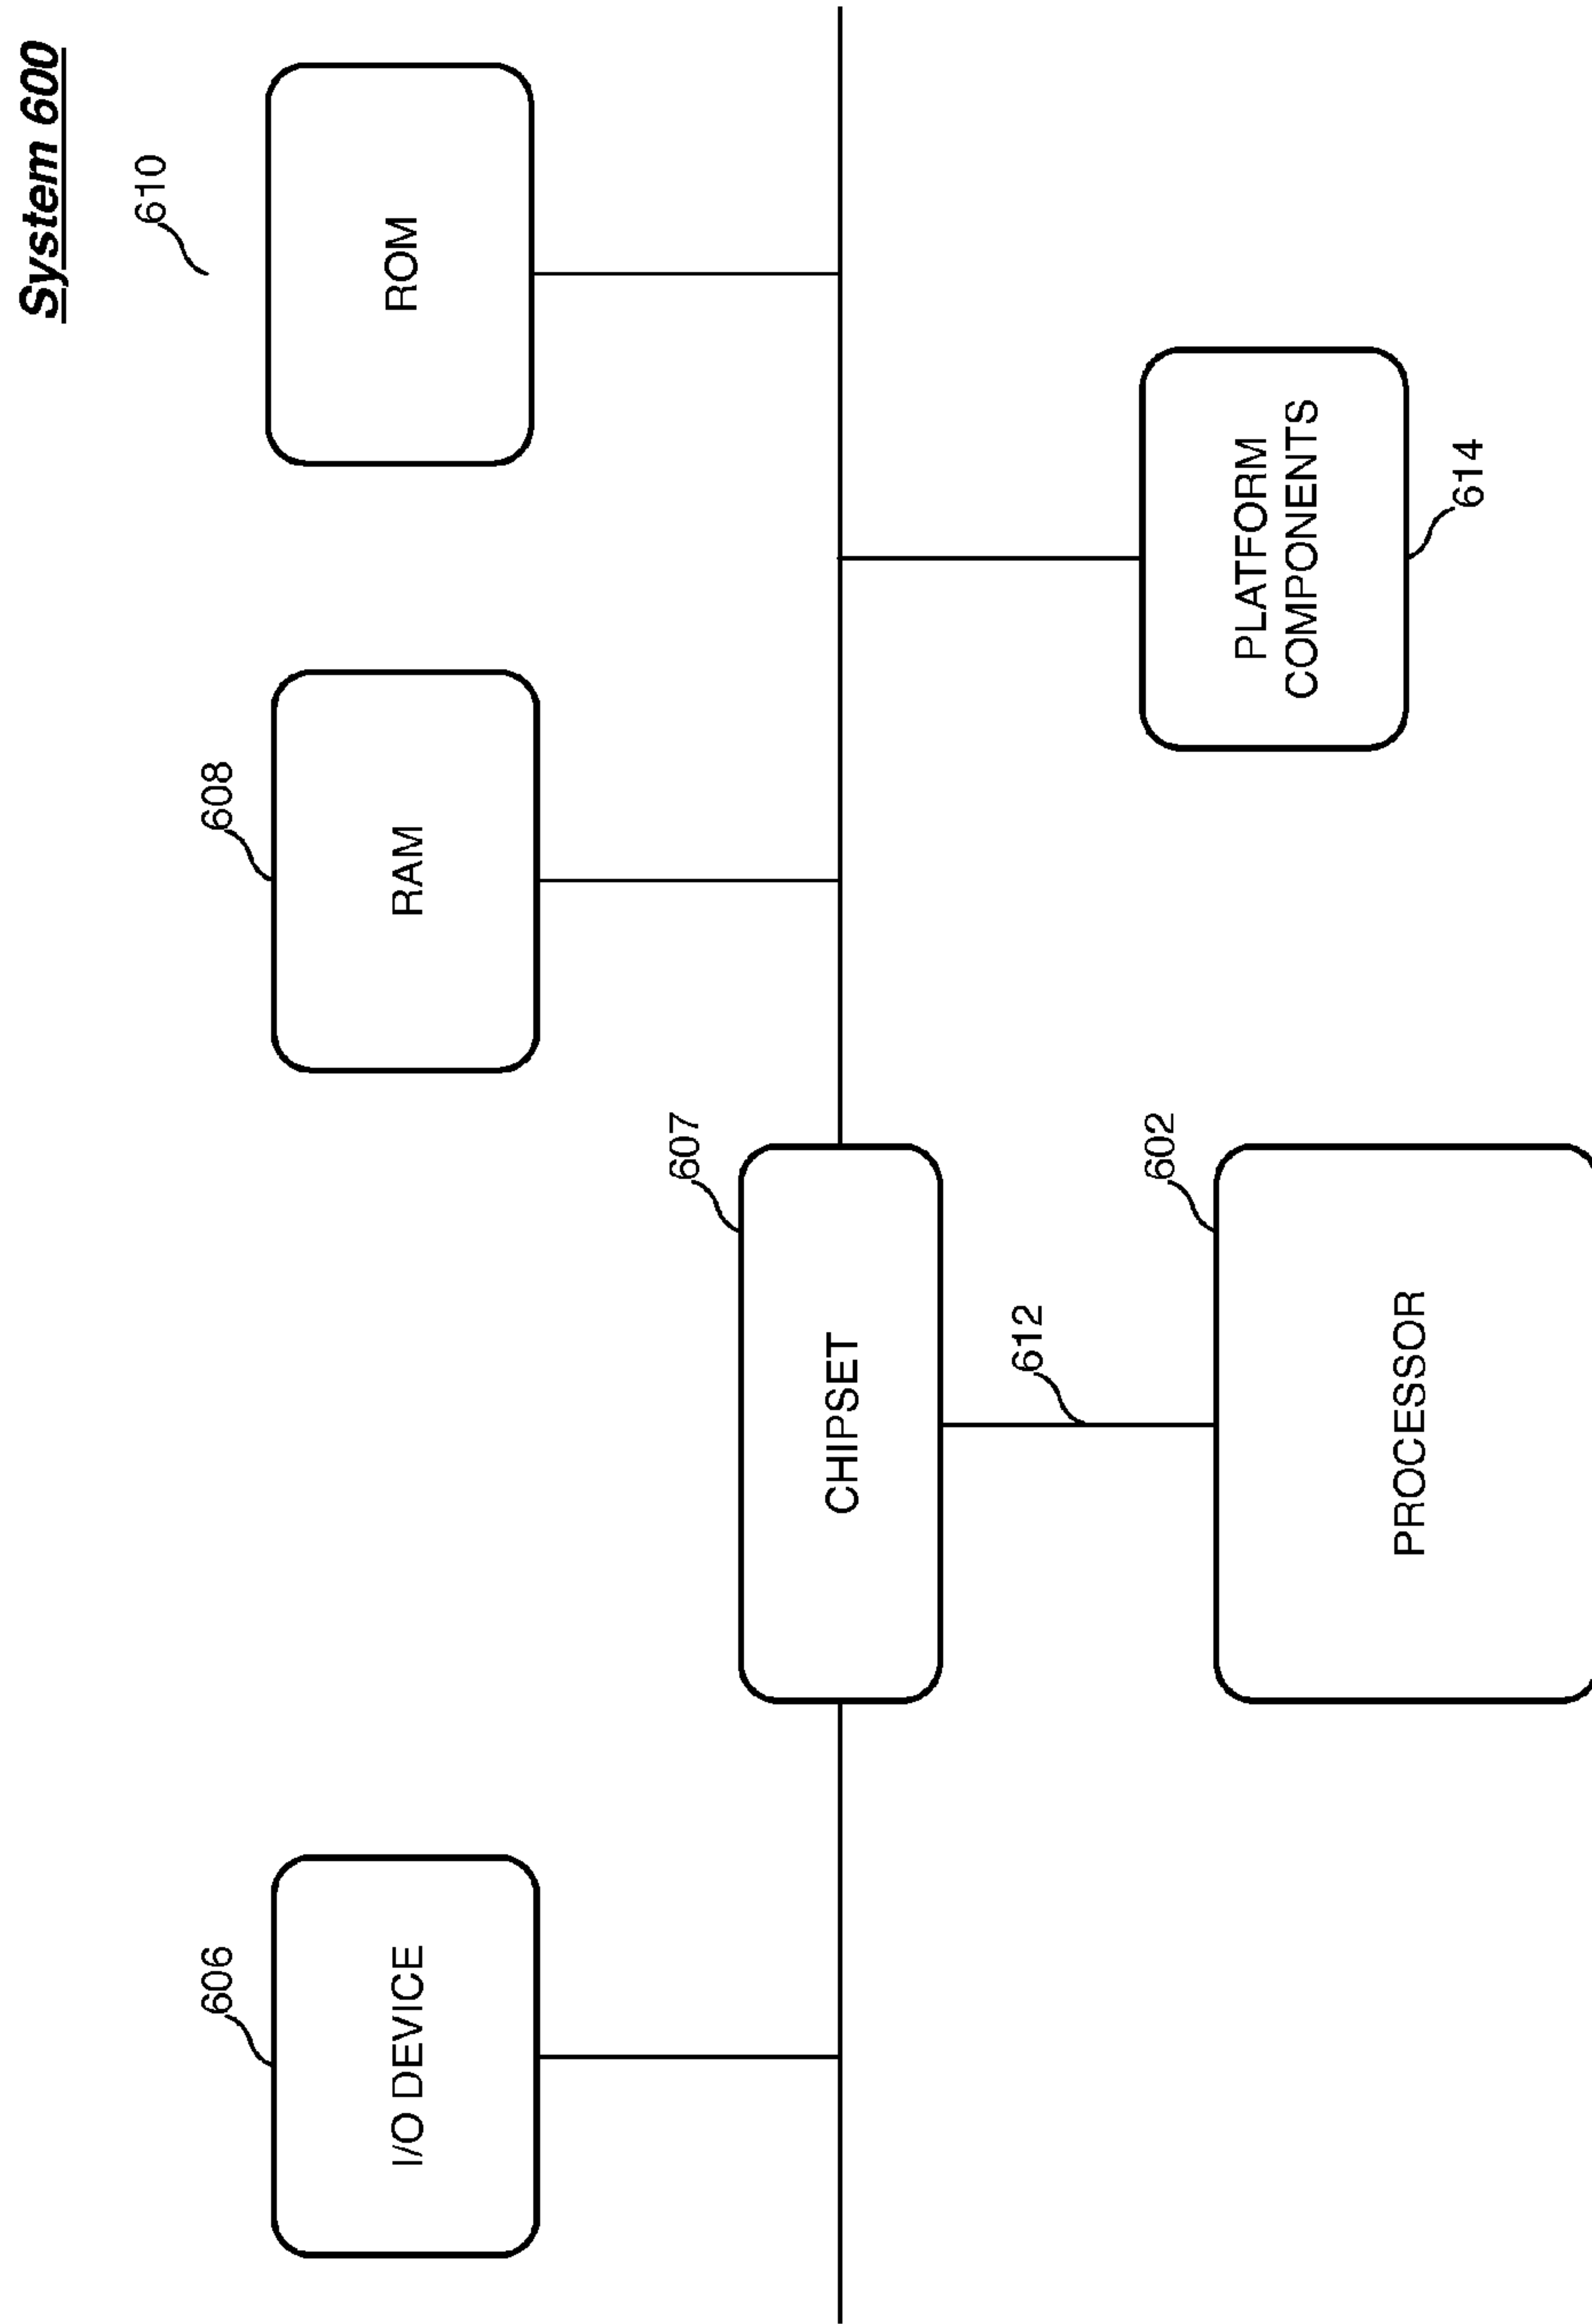 System 600
606
I/O DEVICE
608
RAM
610
ROM
607
CHIPSET
612
602
PROCESSOR
PLATFORM
COMPONENTS
614